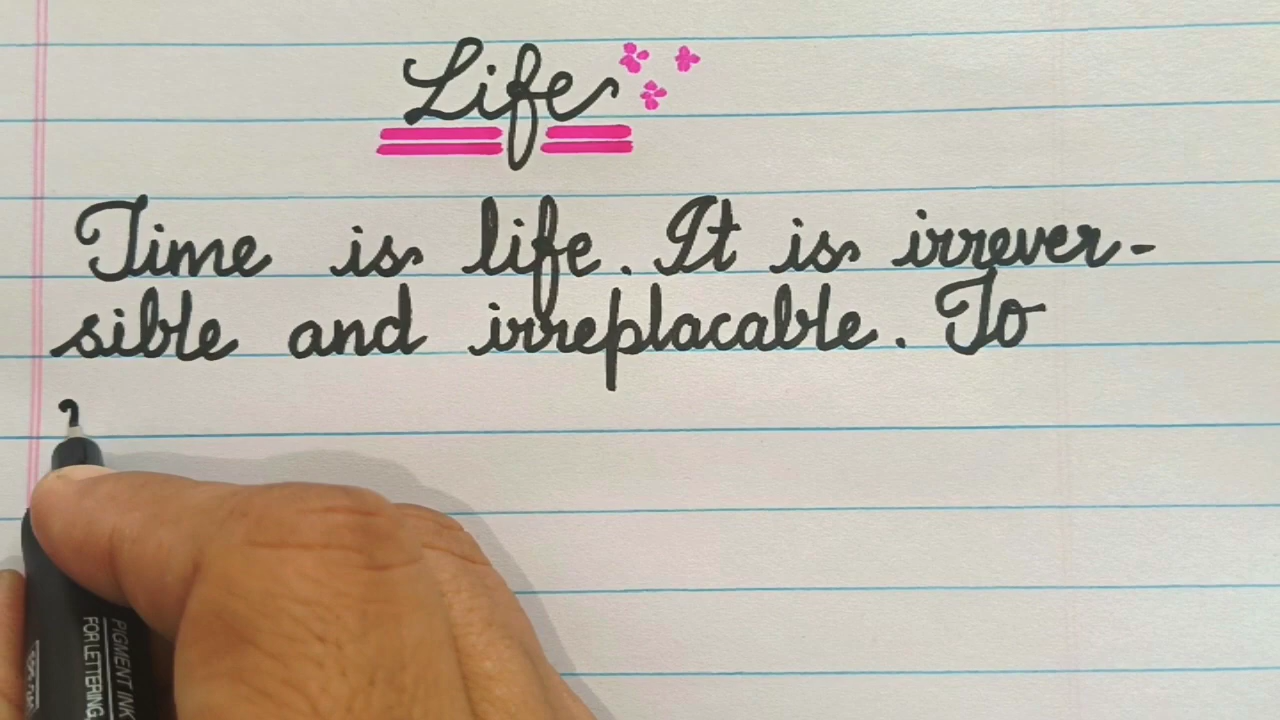 Life
Time is life. It is irrever-
sible and irreplacable. To
PIGMENT INK
FOR LETTERING,